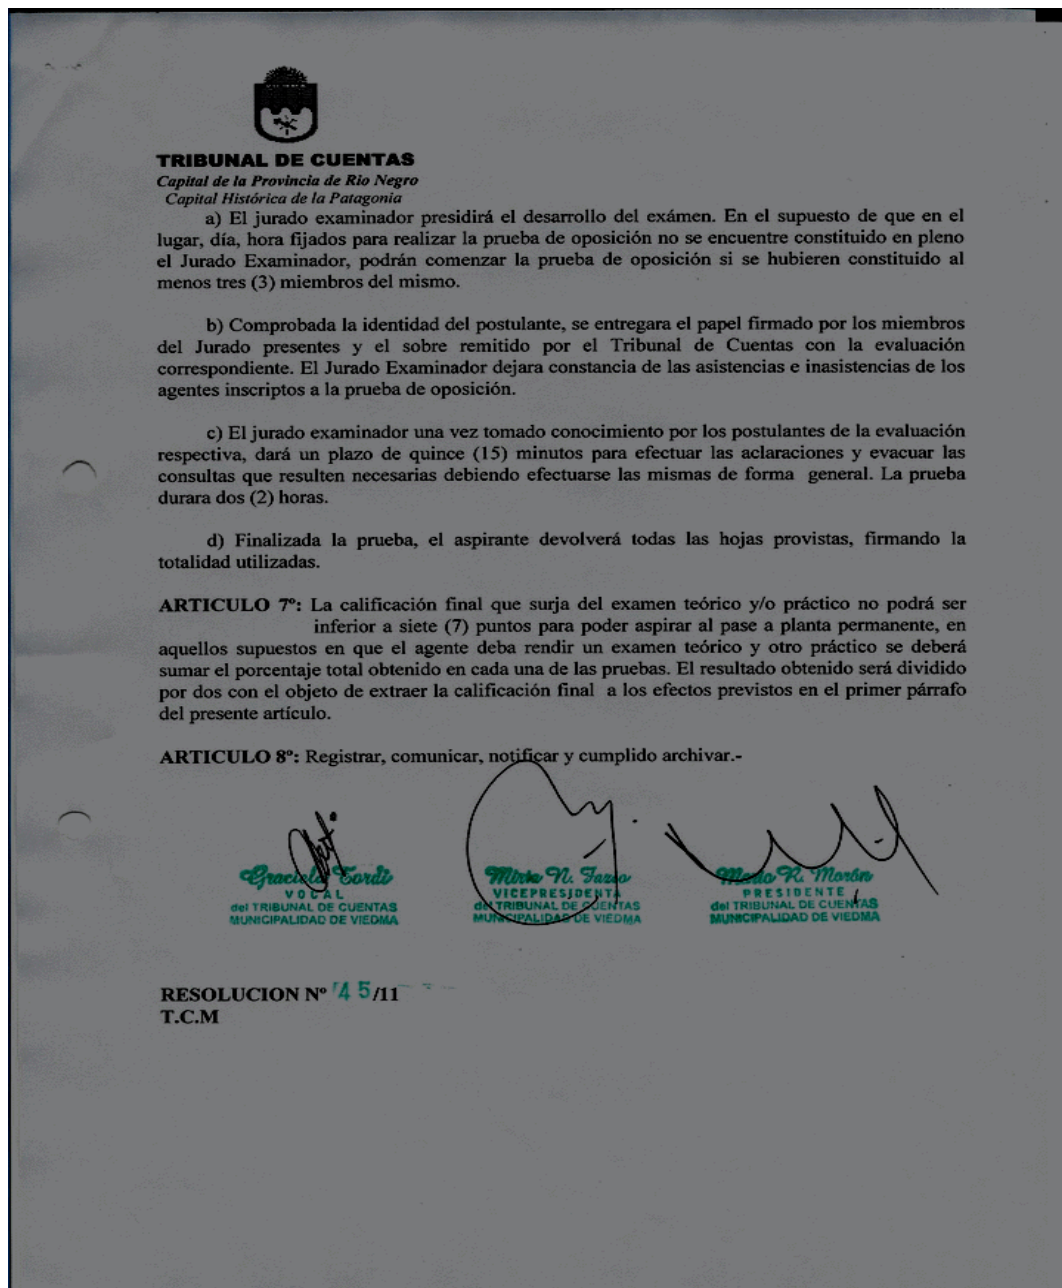 TRIBUNAL DE CUENTAS
Capital de la Provincia de Rio Negro
Capital Histórica de la Patagonia
a) El jurado examinador presidirá el desarrollo del exámen. En el supuesto de que en el
lugar, día, hora fijados para realizar la prueba de oposición no se encuentre constituido en pleno
el Jurado Examinador, podrán comenzar la prueba de oposición si se hubieren constituido al
menos tres (3) miembros del mismo.
b) Comprobada la identidad del postulante, se entregara el papel firmado por los miembros
del Jurado presentes y el sobre remitido por el Tribunal de Cuentas con la evaluación
correspondiente. El Jurado Examinador dejara constancia de las asistencias e inasistencias de los
agentes inscriptos a la prueba de oposición.
c) El jurado examinador una vez tomado conocimiento por los postulantes de la evaluación
respectiva, dará un plazo de quince (15) minutos para efectuar las aclaraciones y evacuar las
consultas que resulten necesarias debiendo efectuarse las mismas de forma general. La prueba
durara dos (2) horas.
d) Finalizada la prueba, el aspirante devolverá todas las hojas provistas, firmando la
totalidad utilizadas.
ARTICULO 7º: La calificación final que surja del examen teórico y/o práctico no podrá ser
inferior a siete (7) puntos para poder aspirar al pase a planta permanente, en
aquellos supuestos en que el agente deba rendir un examen teórico y otro práctico se deberá
sumar el porcentaje total obtenido en cada una de las pruebas. El resultado obtenido será dividido
por dos con el objeto de extraer la calificación final a los efectos previstos en el primer párrafo
del presente artículo.
ARTICULO 8º: Registrar, comunicar, notificar y cumplido archivar.-
Graciela Tordi
VOCAL
del TRIBUNAL DE CUENTAS
MUNICIPALIDAD DE VIEDMA
Mirta N. Fazio
VICEPRESIDENTA
del TRIBUNAL DE CUENTAS
MUNICIPALIDAD DE VIEDMA
Mario R. Morón
PRESIDENTE
del TRIBUNAL DE CUENTAS
MUNICIPALIDAD DE VIEDMA
RESOLUCION Nº 45/11
T.C.M